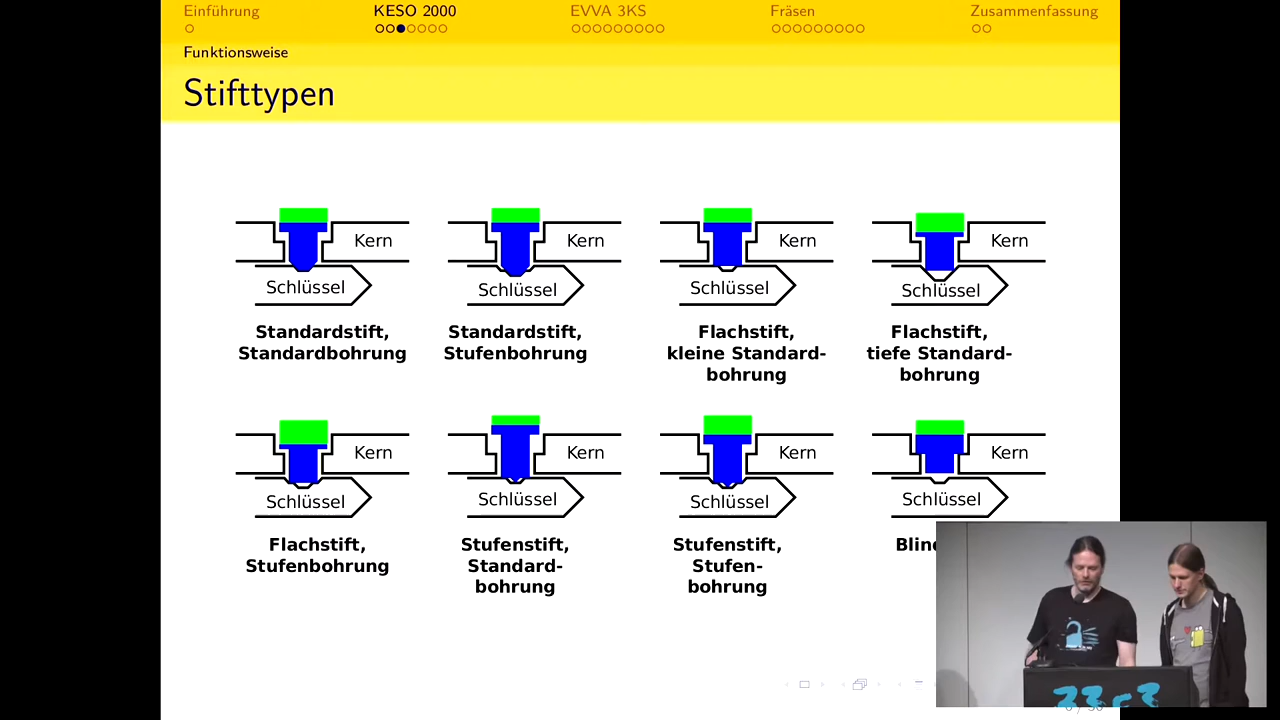 Einführung KESO 2000 EVVA 3KS Fräsen Zusammenfassung
Funktionsweise
Stifttypen
Kern Kern Kern Kern
Schlüssel Schlüssel Schlüssel Schlüssel
Standardstift, Standardstift, Flachstift, Flachstift,
Standardbohrung Stufenbohrung kleine Standard- tiefe Standard-
bohrung bohrung
Kern Kern Kern Kern
Schlüssel Schlüssel Schlüssel Schlüssel
Flachstift, Stufenstift, Stufenstift,
Stufenbohrung Standard- Stufen-
bohrung bohrung